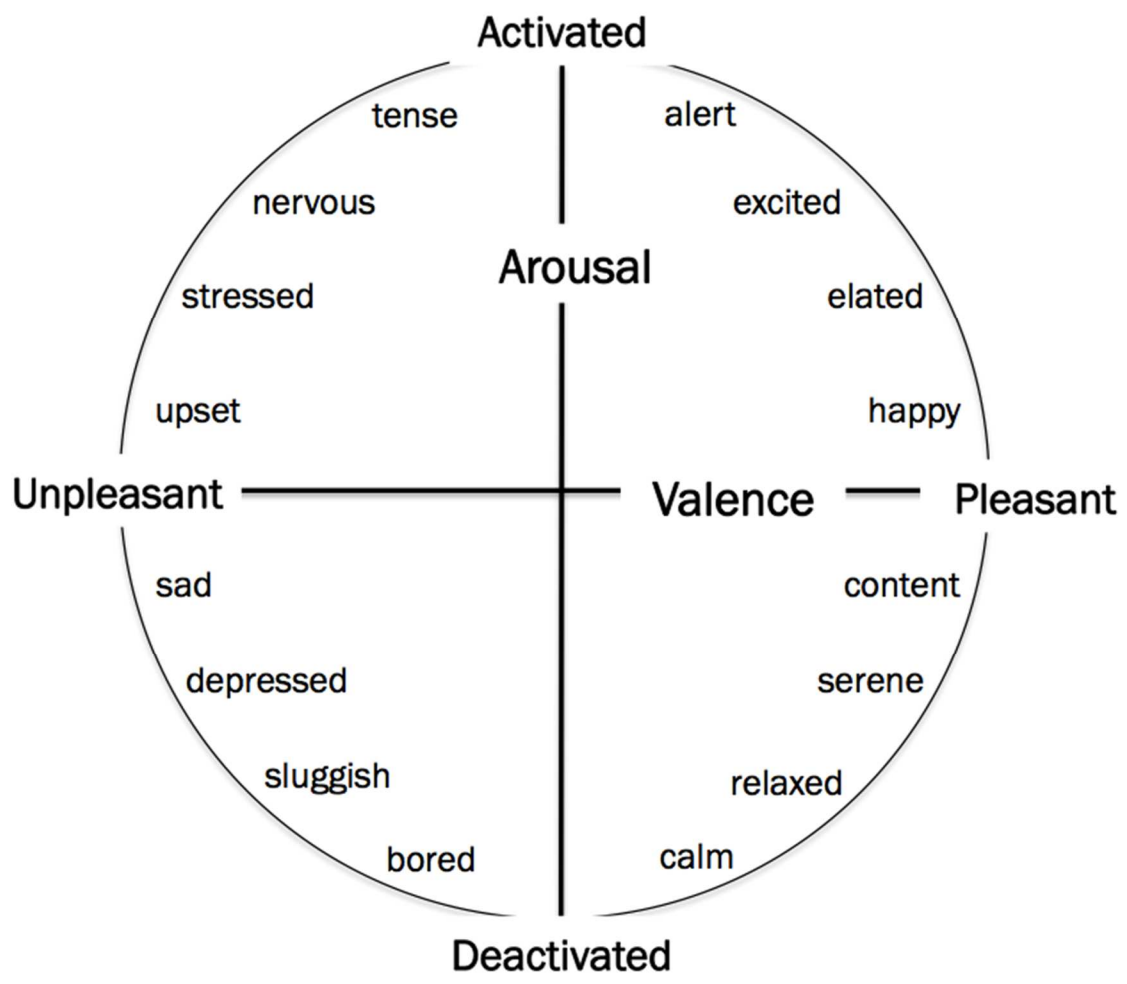 Activated
tense
alert
nervous
excited
Arousal
stressed
elated
upset
happy
Unpleasant
Valence
Pleasant
sad
content
depressed
serene
sluggish
relaxed
bored
calm
Deactivated